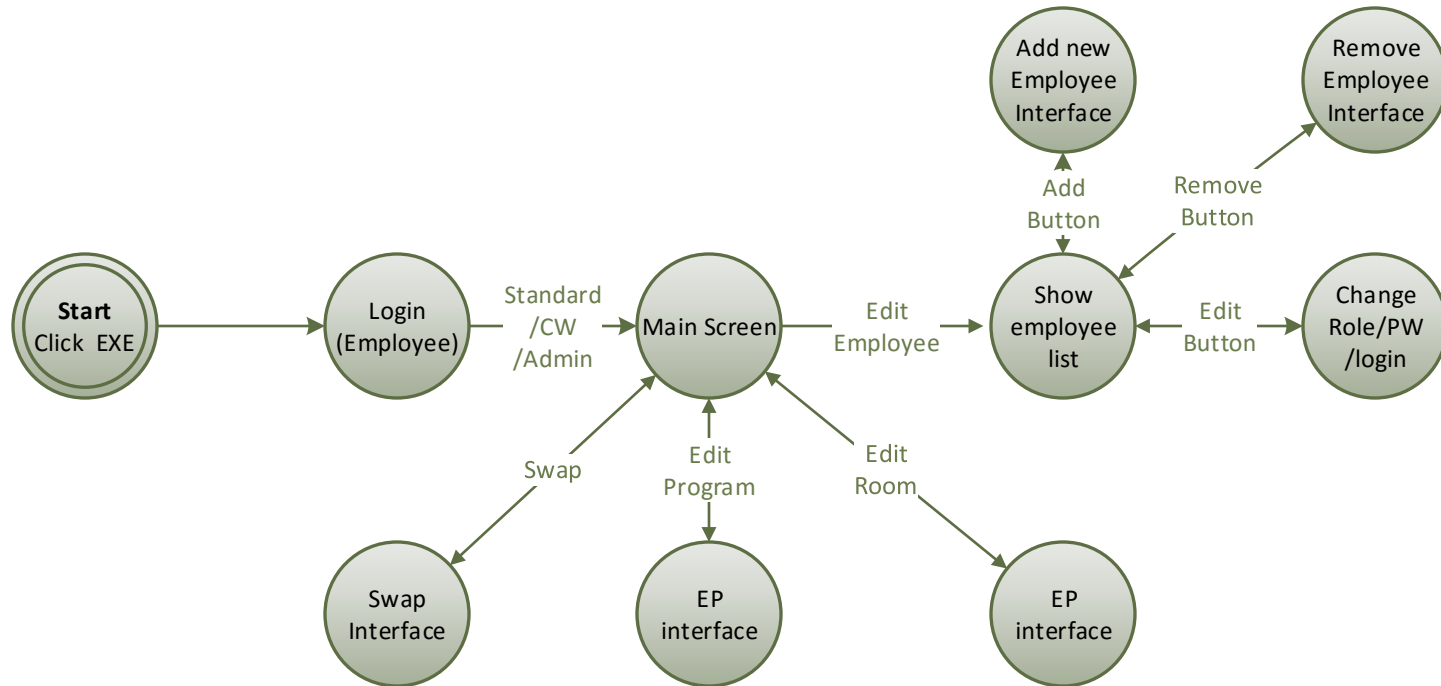 Add new
Employee
Interface
Remove
Employee
Interface
Add
Button
Remove
Button
Start
Click EXE
Login
(Employee)
Standard
/CW
/Admin
Main Screen
Edit
Employee
Show
employee
list
Edit
Button
Change
Role/PW
/login
Swap
Edit
Program
Edit
Room
Swap
Interface
EP
interface
EP
interface